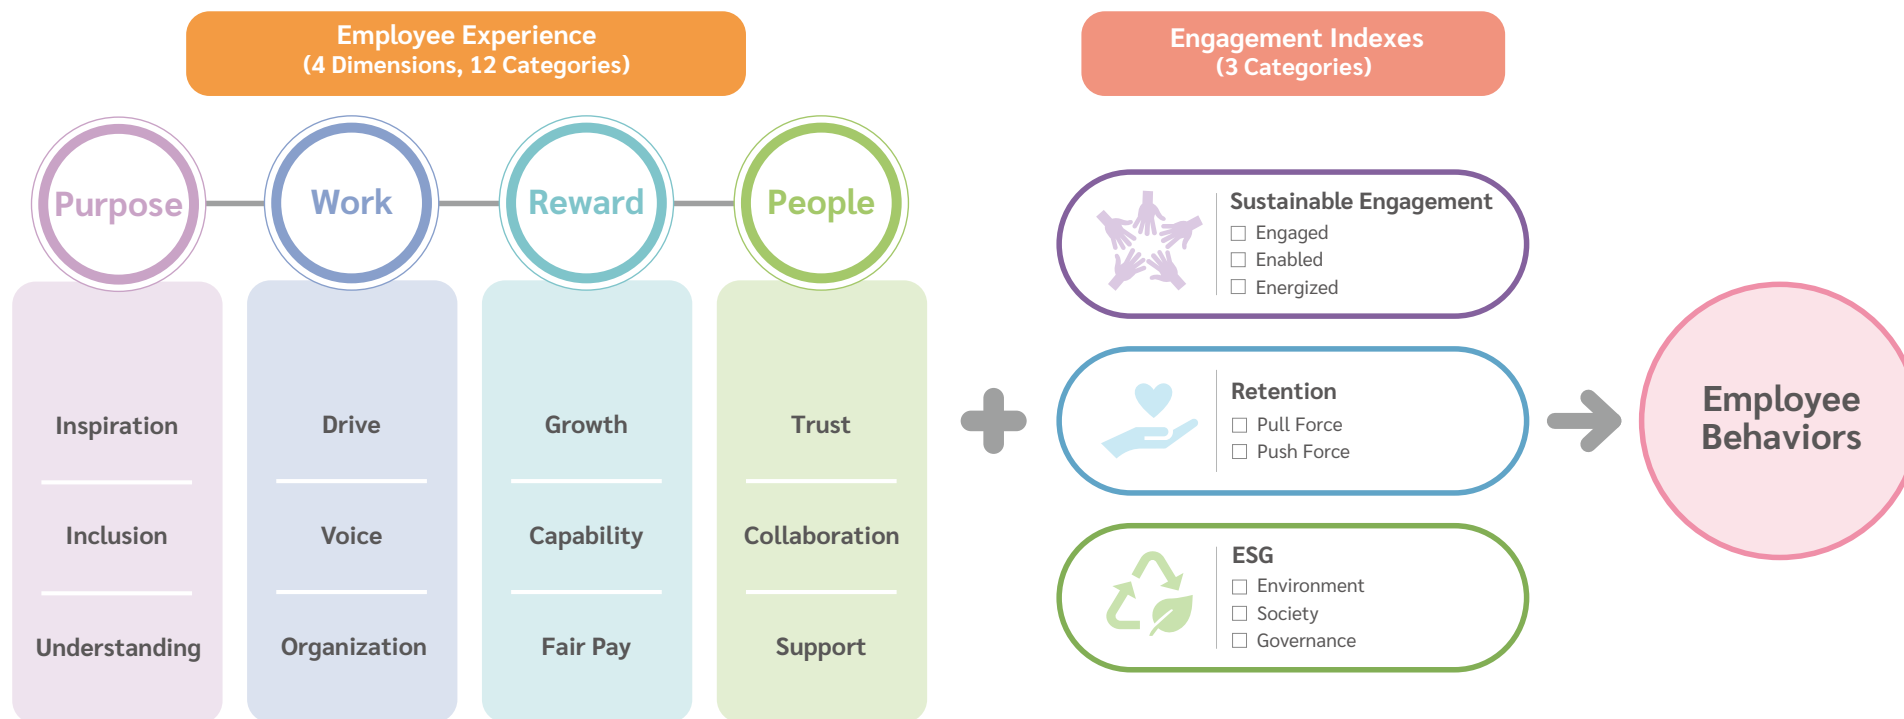 Employee Experience
(4 Dimensions, 12 Categories)
Purpose
Work
Reward
People
Inspiration
Inclusion
Understanding
Drive
Voice
Organization
Growth
Capability
Fair Pay
Trust
Collaboration
Support
Engagement Indexes
(3 Categories)
Sustainable Engagement
Engaged
Enabled
Energized
Retention
Pull Force
Push Force
ESG
Environment
Society
Governance
Employee
Behaviors